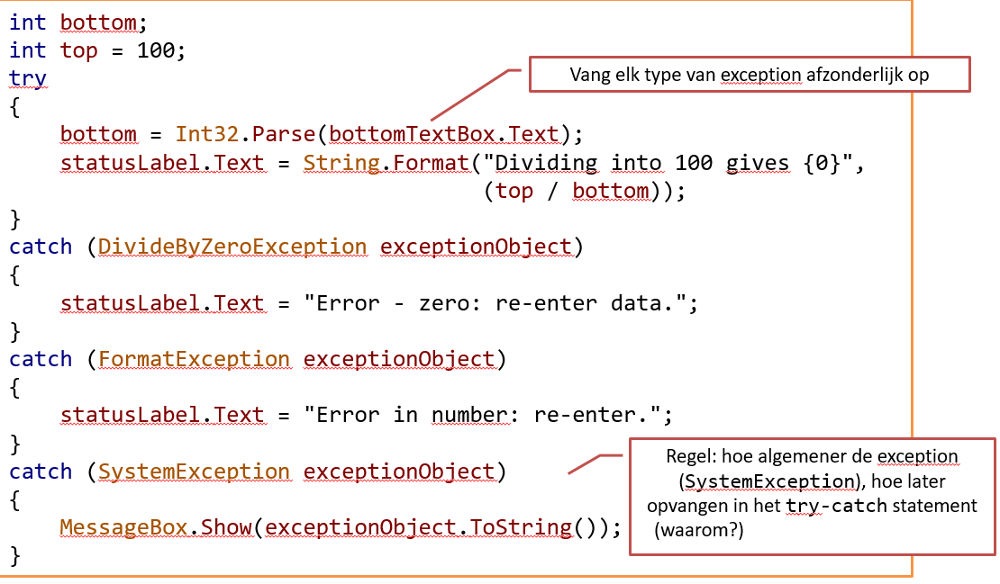 int bottom;
int top = 100;
try
Vang elk type van exception afzonderlijk op
{
bottom = Int32.Parse(bottomTextBox.Text);
statusLabel.Text = String.Format("Dividing into 100 gives {0}",
(top / bottom));
}
catch (DivideByZeroException exceptionObject)
{
statusLabel.Text = "Error - zero: re-enter data.";
}
catch (FormatException exceptionObject)
{
statusLabel.Text = "Error in number: re-enter.";
}
catch (SystemException exceptionObject)
{
MessageBox.Show(exceptionObject.ToString());
}
Regel: hoe algemener de exception
(SystemException), hoe later
opvangen in het try-catch statement
(waarom?)